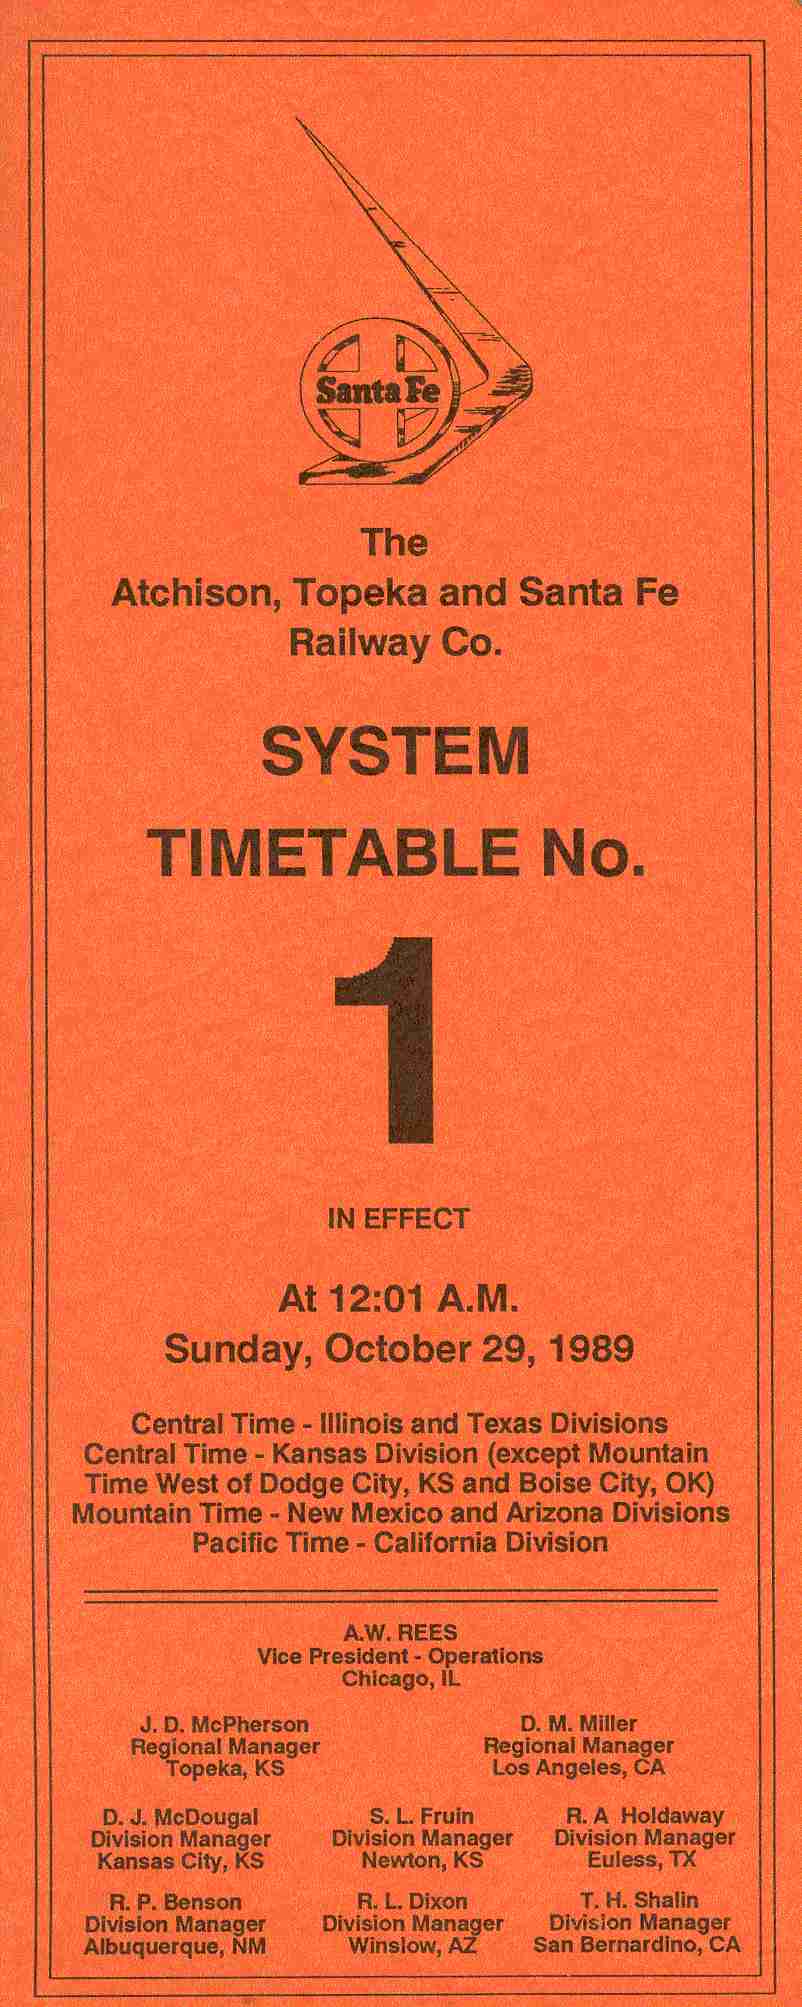 Santa Fe
The
Atchison, Topeka and Santa Fe
Railway Co.
SYSTEM
TIMETABLE No.
1
IN EFFECT
At 12:01 A.M.
Sunday, October 29, 1989
Central Time - Illinois and Texas Divisions
Central Time - Kansas Division (except Mountain
Time West of Dodge City, KS and Boise City, OK)
Mountain Time - New Mexico and Arizona Divisions
Pacific Time - California Division
A.W. REES
Vice President - Operations
Chicago, IL
J. D. McPherson
Regional Manager
Topeka, KS
D. M. Miller
Regional Manager
Los Angeles, CA
D. J. McDougal
Division Manager
Kansas City, KS
S. L. Fruin
Division Manager
Newton, KS
R. A Holdaway
Division Manager
Euless, TX
R. P. Benson
Division Manager
Albuquerque, NM
R. L. Dixon
Division Manager
Winslow, AZ
T. H. Shalin
Division Manager
San Bernardino, CA